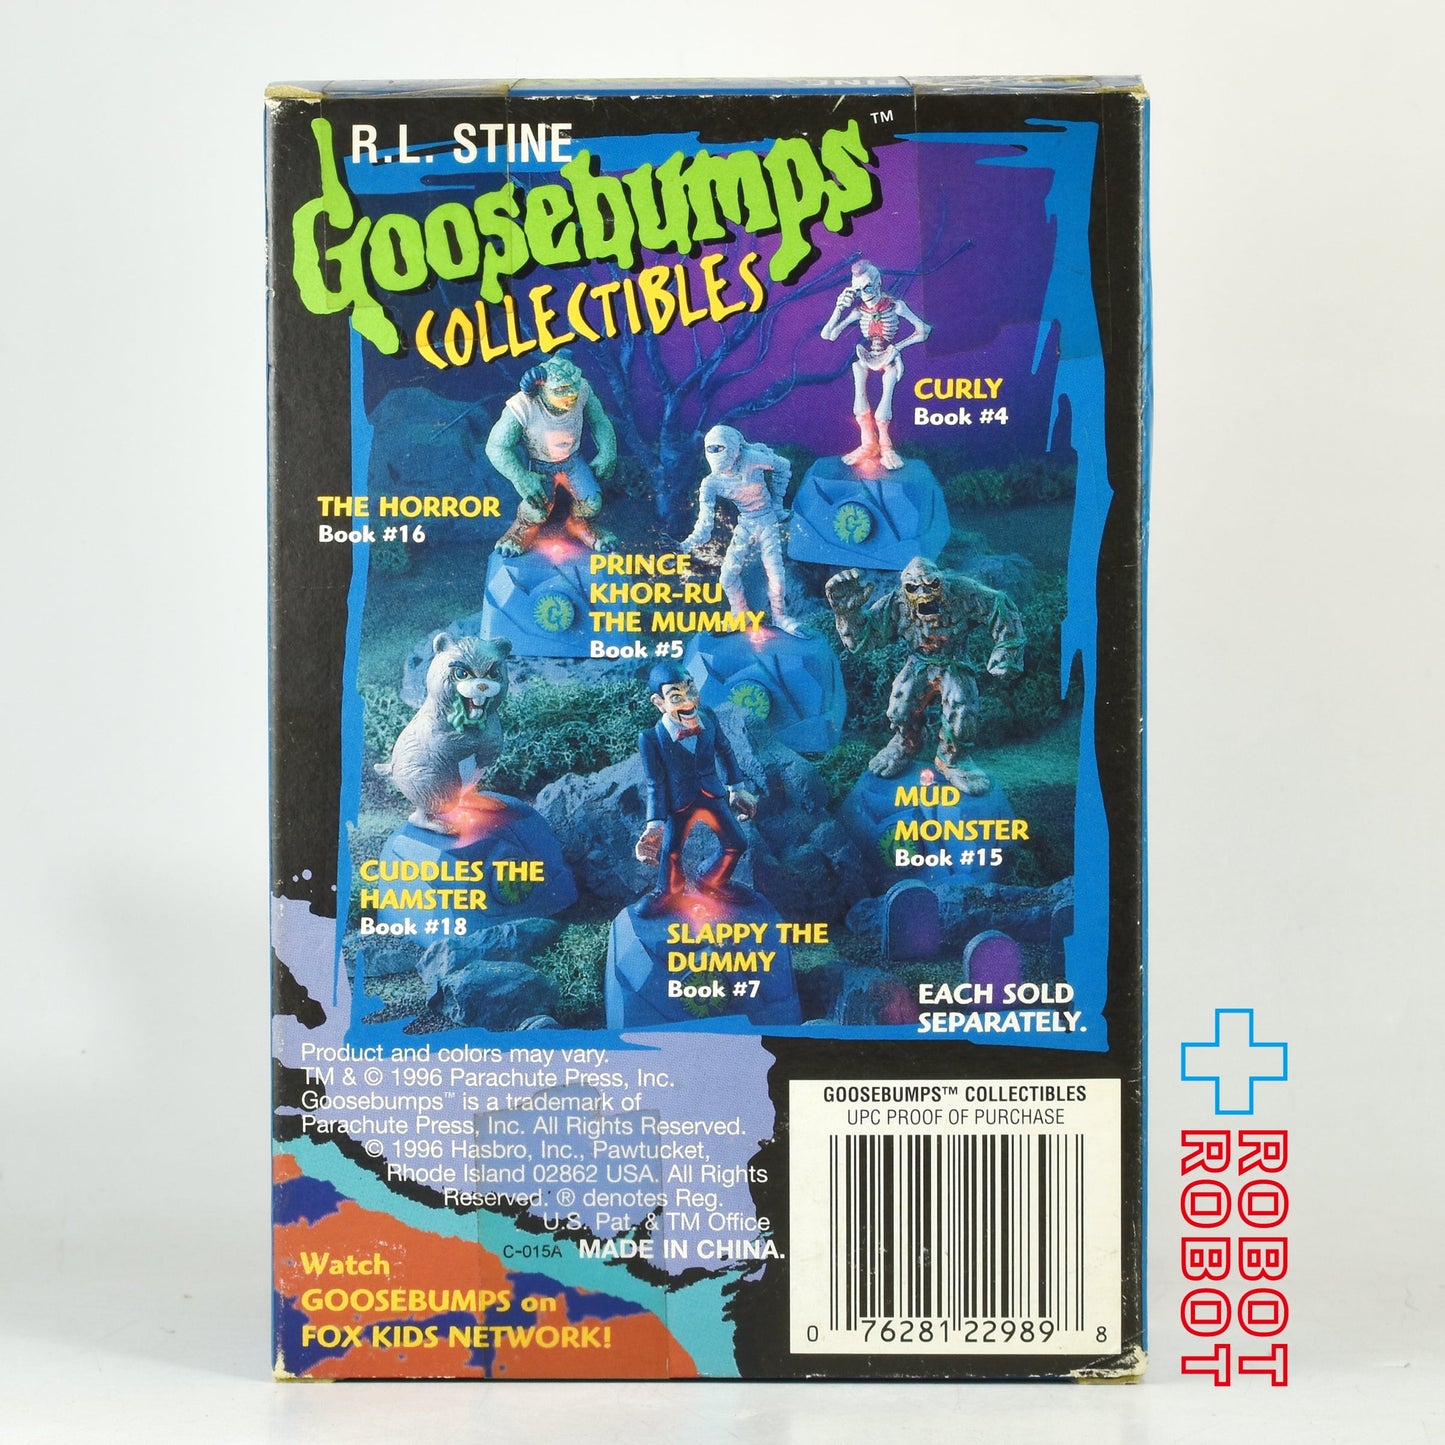 R.L. STINE
Goosebumps™
COLLECTIBLES
CURLY
Book #4
THE HORROR
Book #16
PRINCE
KHOR-RU
THE MUMMY
Book #5
MUD
MONSTER
Book #15
CUDDLES THE
HAMSTER
Book #18
SLAPPY THE
DUMMY
Book #7
EACH SOLD
SEPARATELY.
Product and colors may vary.
TM & © 1996 Parachute Press, Inc.
Goosebumps™ is a trademark of
Parachute Press, Inc. All Rights Reserved.
© 1996 Hasbro, Inc., Pawtucket,
Rhode Island 02862 USA. All Rights
Reserved. ® denotes Reg.
U.S. Pat. & TM Office
C-015A MADE IN CHINA.
Watch
GOOSEBUMPS on
FOX KIDS NETWORK!
GOOSEBUMPS™ COLLECTIBLES
UPC PROOF OF PURCHASE
0 76281 22989 8
ROBOT
ROBOT